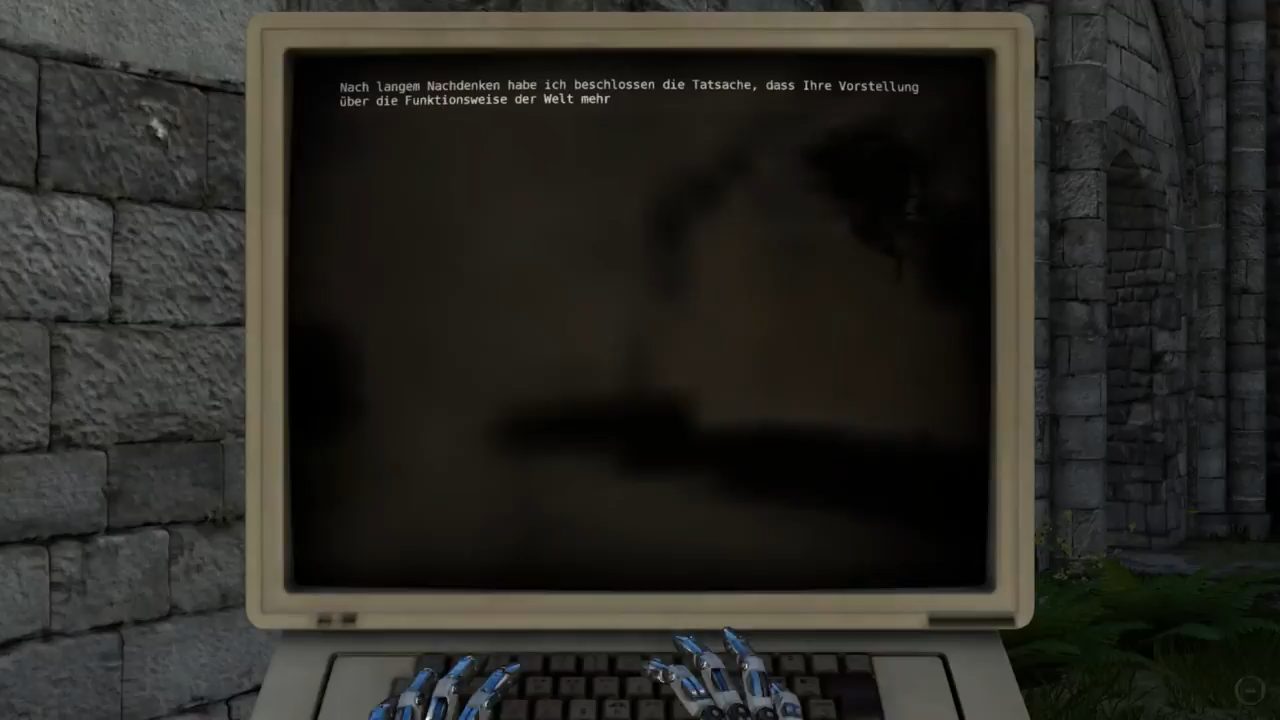 Nach langem Nachdenken habe ich beschlossen die Tatsache, dass Ihre Vorstellung
über die Funktionsweise der Welt mehr